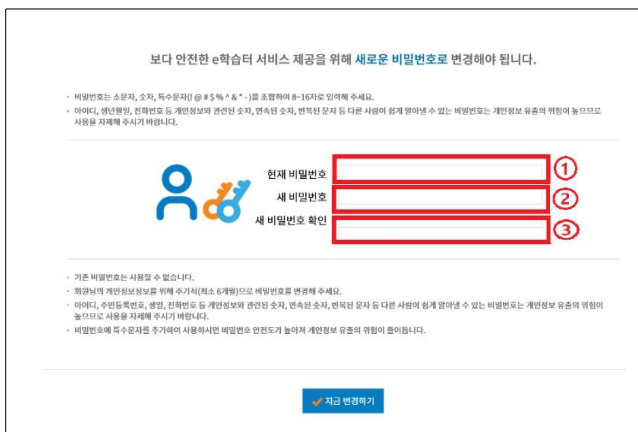 보다 안전한 e학습터 서비스 제공을 위해 새로운 비밀번호로 변경해야 됩니다.
· 비밀번호는 소문자, 숫자, 특수문자(! @ # $ % ^ & * - )를 조합하여 8~16자로 입력해 주세요.
· 아이디, 생년월일, 전화번호 등 개인정보와 관련된 숫자, 연속된 숫자, 반복된 문자 등 다른 사람이 쉽게 알아낼 수 있는 비밀번호는 개인정보 유출의 위험이 높으므로
사용을 자제해 주시기 바랍니다.
현재 비밀번호 ①
새 비밀번호 ②
새 비밀번호 확인 ③
· 기존 비밀번호는 사용할 수 없습니다.
· 회원님의 개인정보정보를 위해 주기적(최소 6개월)으로 비밀번호를 변경해 주세요.
· 아이디, 주민등록번호, 생일, 전화번호 등 개인정보와 관련된 숫자, 연속된 숫자, 반복된 문자 등 다른 사람이 쉽게 알아낼 수 있는 비밀번호는 개인정보 유출의 위험이
높으므로 사용을 자제해 주시기 바랍니다.
· 비밀번호에 특수문자를 추가하여 사용하시면 비밀번호 안전도가 높아져 개인정보 유출의 위험이 줄어듭니다.
지금 변경하기